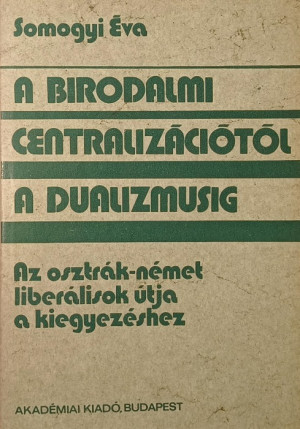 Somogyi Éva
A BIRODALMI
CENTRALIZÁCIÓTÓL
A DUALIZMUSIG
Az osztrák-német
liberálisok útja
a kiegyezéshez
AKADÉMIAI KIADÓ, BUDAPEST